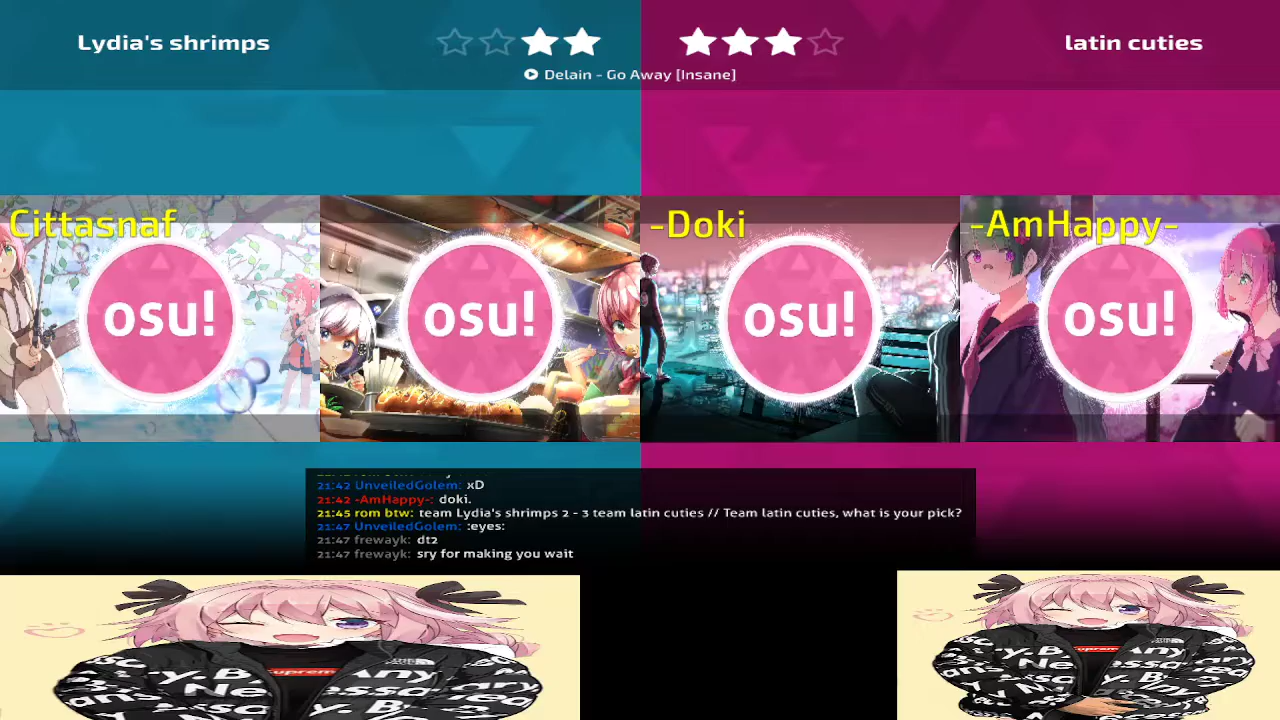 Lydia's shrimps
latin cuties
Delain - Go Away [Insane]
Cittasnaf
-Doki
-AmHappy-
osu!
osu!
osu!
osu!
21:42 UnveiledGolem: xD
21:42 -AmHappy-: doki.
21:45 rom btw: team Lydia's shrimps 2 - 3 team latin cuties // Team latin cuties, what is your pick?
21:47 UnveiledGolem: :eyes:
21:47 frewayk: dt2
21:47 frewayk: sry for making you wait